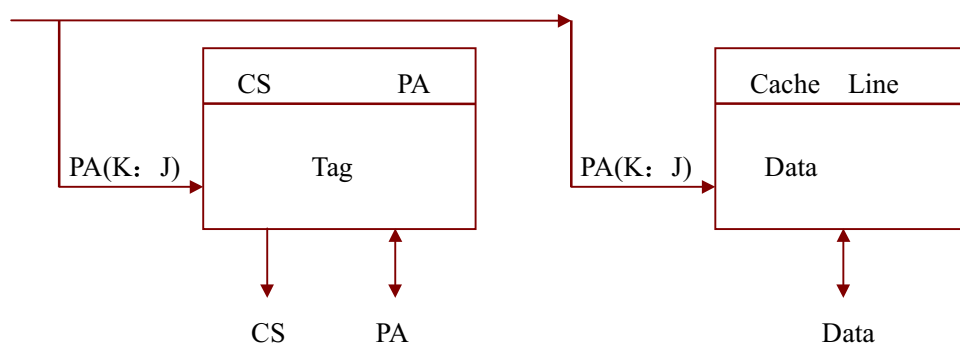 CS PA Cache Line
PA(K：J) Tag PA(K：J) Data
CS PA Data